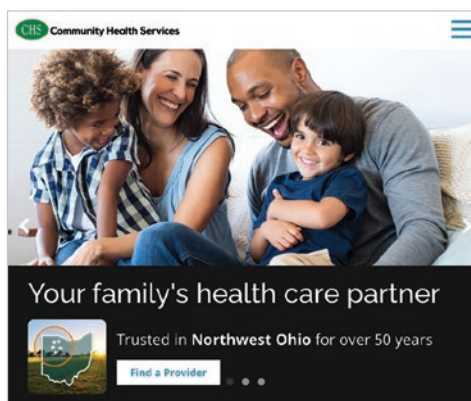 CHS Community Health Services
Your family's health care partner
Trusted in Northwest Ohio for over 50 years
Find a Provider